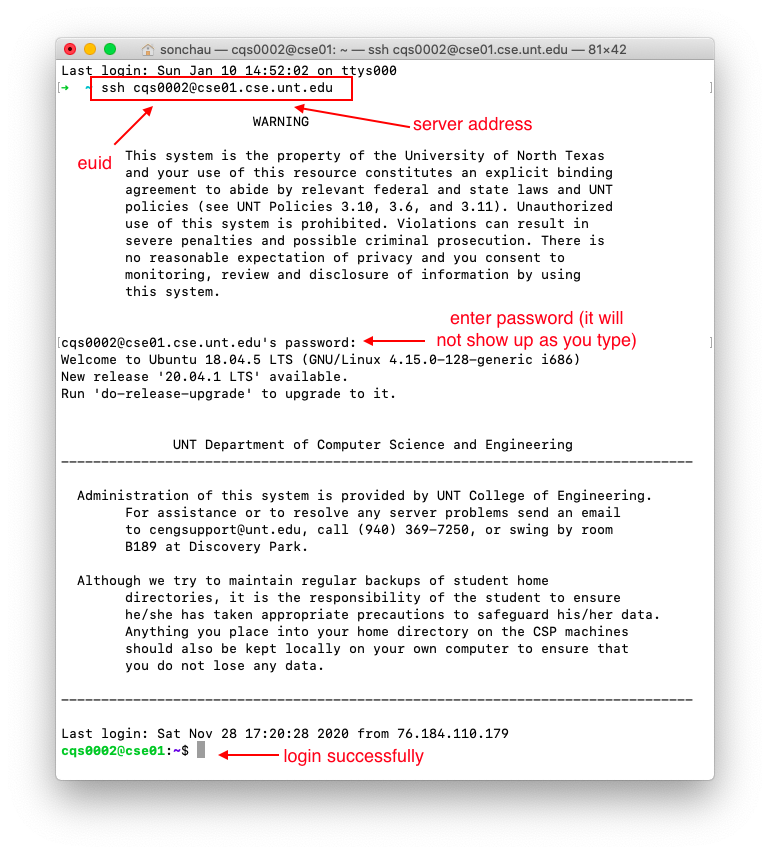 sonchau — cqs0002@cse01: ~ — ssh cqs0002@cse01.cse.unt.edu — 81×42
Last login: Sun Jan 10 14:52:02 on ttys000
[➜ ~ ssh cqs0002@cse01.cse.unt.edu ]
WARNING
server address
euid
This system is the property of the University of North Texas
and your use of this resource constitutes an explicit binding
agreement to abide by relevant federal and state laws and UNT
policies (see UNT Policies 3.10, 3.6, and 3.11). Unauthorized
use of this system is prohibited. Violations can result in
severe penalties and possible criminal prosecution. There is
no reasonable expectation of privacy and you consent to
monitoring, review and disclosure of information by using
this system.
enter password (it will
not show up as you type)
[cqs0002@cse01.cse.unt.edu's password: ]
Welcome to Ubuntu 18.04.5 LTS (GNU/Linux 4.15.0-128-generic i686)
New release '20.04.1 LTS' available.
Run 'do-release-upgrade' to upgrade to it.
UNT Department of Computer Science and Engineering
Administration of this system is provided by UNT College of Engineering.
For assistance or to resolve any server problems send an email
to cengsupport@unt.edu, call (940) 369-7250, or swing by room
B189 at Discovery Park.
Although we try to maintain regular backups of student home
directories, it is the responsibility of the student to ensure
he/she has taken appropriate precautions to safeguard his/her data.
Anything you place into your home directory on the CSP machines
should also be kept locally on your own computer to ensure that
you do not lose any data.
Last login: Sat Nov 28 17:20:28 2020 from 76.184.110.179
cqs0002@cse01:~$
login successfully